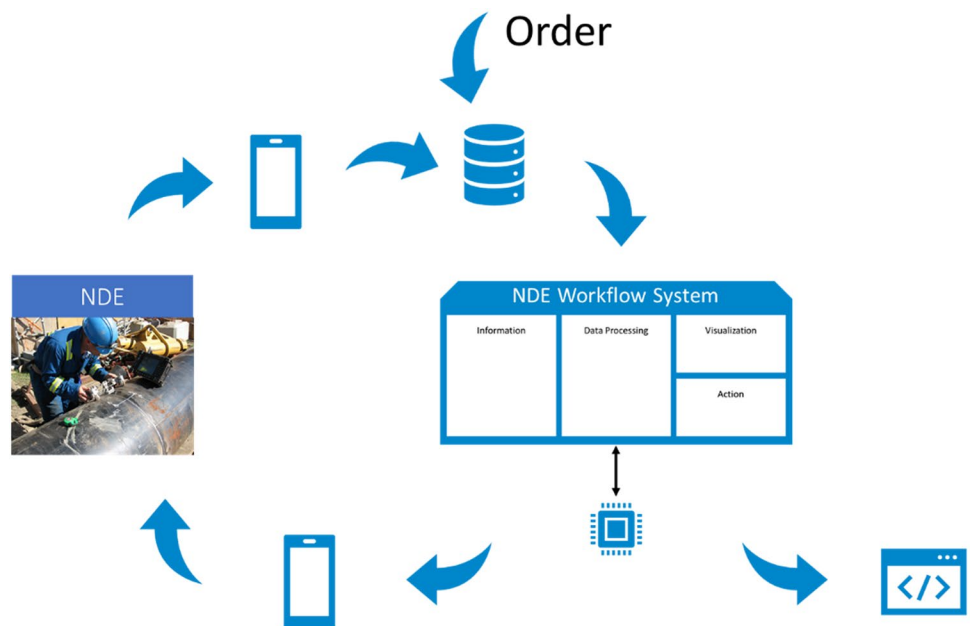 Order
NDE
NDE Workflow System
Information
Data Processing
Visualization
Action
</>